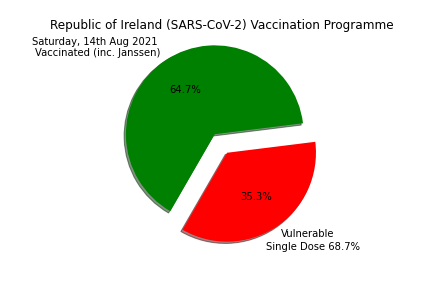 Republic of Ireland (SARS-CoV-2) Vaccination Programme
Saturday, 14th Aug 2021
Vaccinated (inc. Janssen)
64.7%
35.3%
Vulnerable
Single Dose 68.7%